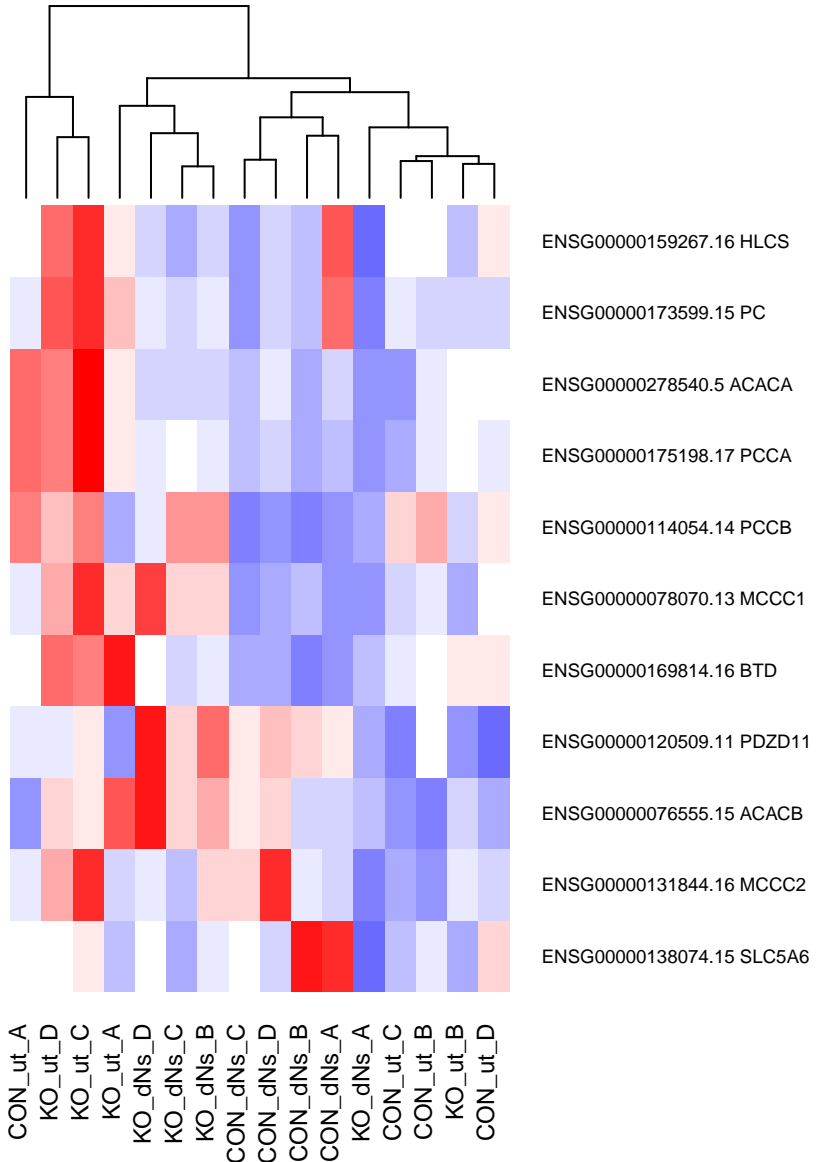 ENSG00000159267.16 HLCS
ENSG00000173599.15 PC
ENSG00000278540.5 ACACA
ENSG00000175198.17 PCCA
ENSG00000114054.14 PCCB
ENSG00000078070.13 MCCC1
ENSG00000169814.16 BTD
ENSG00000120509.11 PDZD11
ENSG00000076555.15 ACACB
ENSG00000131844.16 MCCC2
ENSG00000138074.15 SLC5A6
CON_ut_A
KO_ut_D
KO_ut_C
KO_ut_A
KO_dNs_D
KO_dNs_C
KO_dNs_B
CON_dNs_C
CON_dNs_D
CON_dNs_B
CON_dNs_A
KO_dNs_A
CON_ut_C
CON_ut_B
KO_ut_B
CON_ut_D